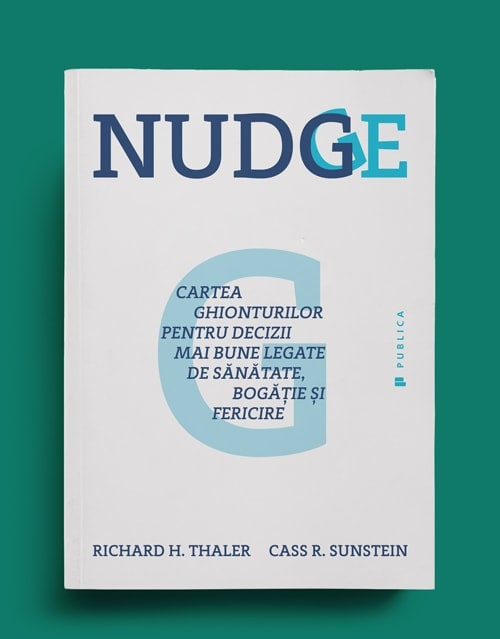 NUDGE
CARTEA
GHIONTURILOR
PENTRU DECIZII
MAI BUNE LEGATE
DE SĂNĂTATE,
BOGĂȚIE ȘI
FERICIRE
G
PUBLICA
RICHARD H. THALER CASS R. SUNSTEIN